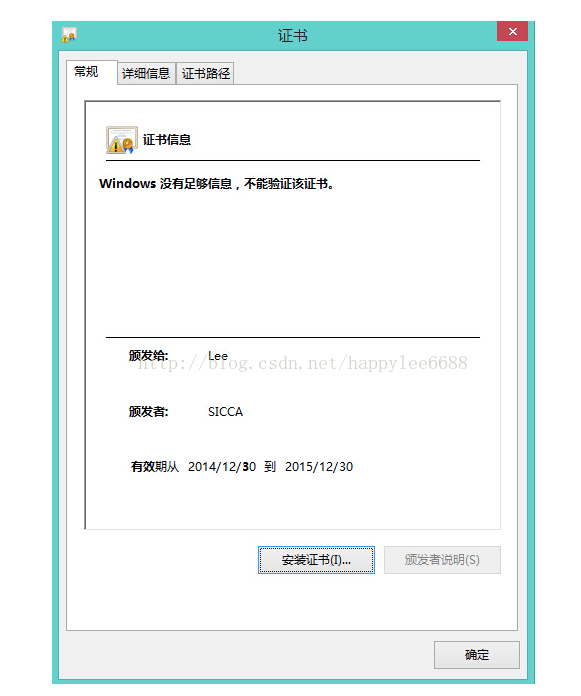 证书
常规 详细信息 证书路径
证书信息
Windows 没有足够信息，不能验证该证书。
颁发给: Lee
http://blog.csdn.net/happylee6688
颁发者: SICCA
有效期从 2014/12/30 到 2015/12/30
安装证书(I)... 颁发者说明(S)
确定